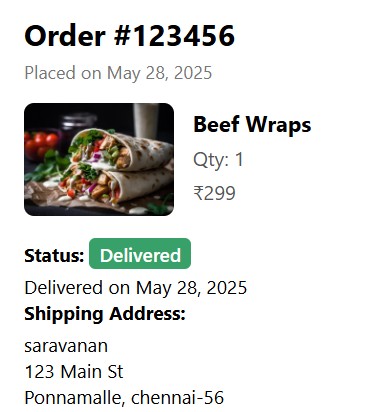 Order #123456
Placed on May 28, 2025
Beef Wraps
Qty: 1
₹299
Status: Delivered
Delivered on May 28, 2025
Shipping Address:
saravanan
123 Main St
Ponnamalle, chennai-56